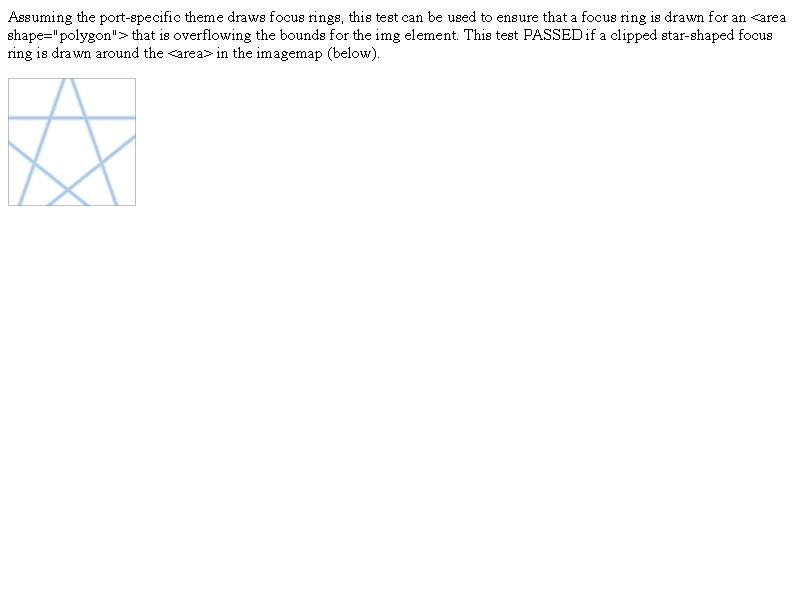 Assuming the port-specific theme draws focus rings, this test can be used to ensure that a focus ring is drawn for an <area
shape="polygon"> that is overflowing the bounds for the img element. This test PASSED if a clipped star-shaped focus
ring is drawn around the <area> in the imagemap (below).